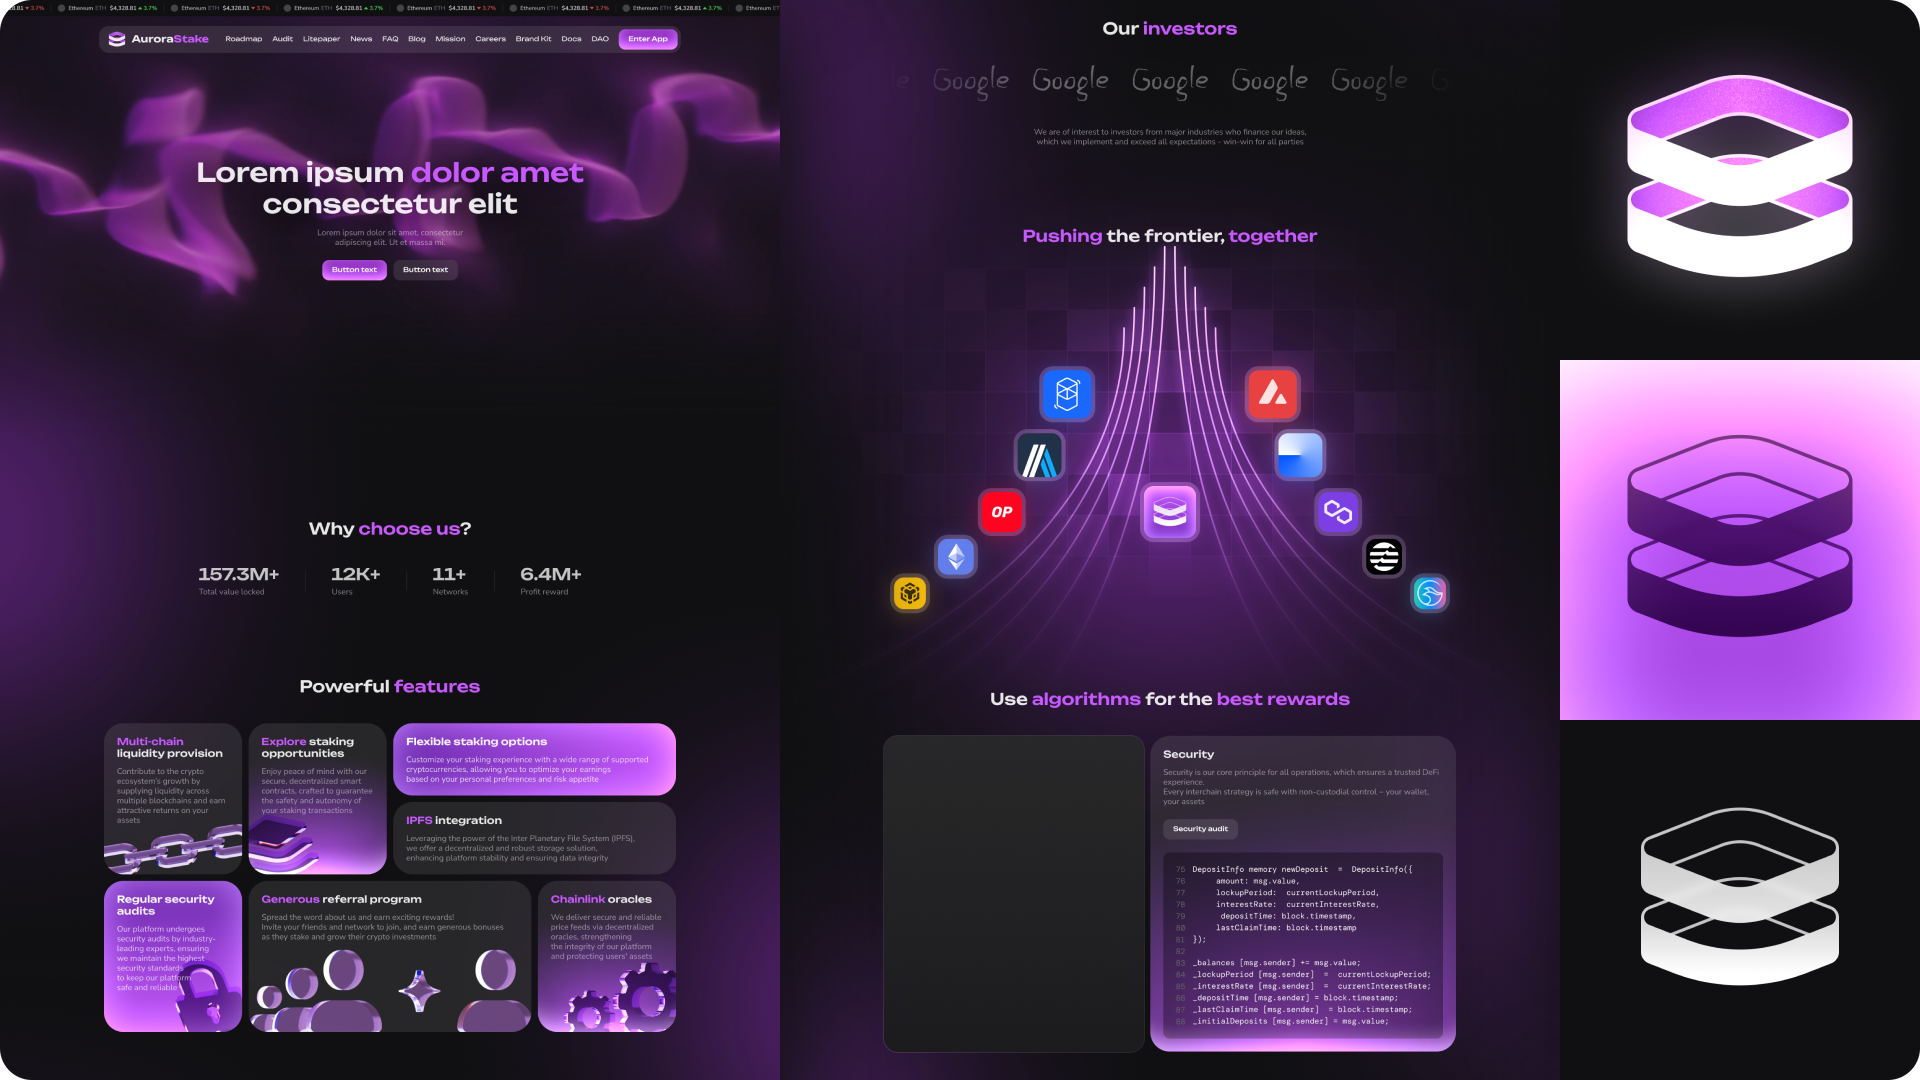 8.81 ▾ 3.7% Ethereum ETH $4,328.81 ▴ 3.7% Ethereum ETH $4,328.81 ▾ 3.7% Ethereum ETH $4,328.81 ▴ 3.7% Ethereum ETH $4,328.81 ▾ 3.7% Ethereum ETH $4,328.81 ▾ 3.7% Ethereum ETH $4,328.81 ▴ 3.7% Ethereum ET
AuroraStake Roadmap Audit Litepaper News FAQ Blog Mission Careers Brand Kit Docs DAO Enter App
Lorem ipsum dolor amet
consectetur elit
Lorem ipsum dolor sit amet, consectetur
adipiscing elit. Ut et massa mi.
Button text Button text
Why choose us?
157.3M+ 12K+ 11+ 6.4M+
Total value locked Users Networks Profit reward
Powerful features
Multi-chain
liquidity provision
Contribute to the crypto
ecosystem's growth by
supplying liquidity across
multiple blockchains and earn
attractive returns on your
assets
Explore staking
opportunities
Enjoy peace of mind with our
secure, decentralized smart
contracts, crafted to guarantee
the safety and autonomy of
your staking transactions
Flexible staking options
Customize your staking experience with a wide range of supported
cryptocurrencies, allowing you to optimize your earnings
based on your personal preferences and risk appetite
IPFS integration
Leveraging the power of the Inter Planetary File System (IPFS),
we offer a decentralized and robust storage solution,
enhancing platform stability and ensuring data integrity
Regular security
audits
Our platform undergoes
security audits by industry-
leading experts, ensuring
we maintain the highest
security standards
to keep our platform
safe and reliable
Generous referral program
Spread the word about us and earn exciting rewards!
Invite your friends and network to join, and earn generous bonuses
as they stake and grow their crypto investments
Chainlink oracles
We deliver secure and reliable
price feeds via decentralized
oracles, strengthening
the integrity of our platform
and protecting users' assets
Our investors
le Google Google Google Google Google G
We are of interest to investors from major industries who finance our ideas,
which we implement and exceed all expectations - win-win for all parties
Pushing the frontier, together
OP
Use algorithms for the best rewards
Security
Security is our core principle for all operations, which ensures a trusted DeFi
experience.
Every interchain strategy is safe with non-custodial control – your wallet,
your assets
Security audit
75 DepositInfo memory newDeposit = DepositInfo({
76 amount: msg.value,
77 lockupPeriod: currentLockupPeriod,
78 interestRate: currentInterestRate,
79 depositTime: block.timestamp,
80 lastClaimTime: block.timestamp
81 });
82
83 _balances [msg.sender] += msg.value;
84 _lockupPeriod [msg.sender] = currentLockupPeriod;
85 _interestRate [msg.sender] = currentInterestRate;
86 _depositTime [msg.sender] = block.timestamp;
87 _lastClaimTime [msg.sender] = block.timestamp;
88 _initialDeposits [msg.sender] = msg.value;